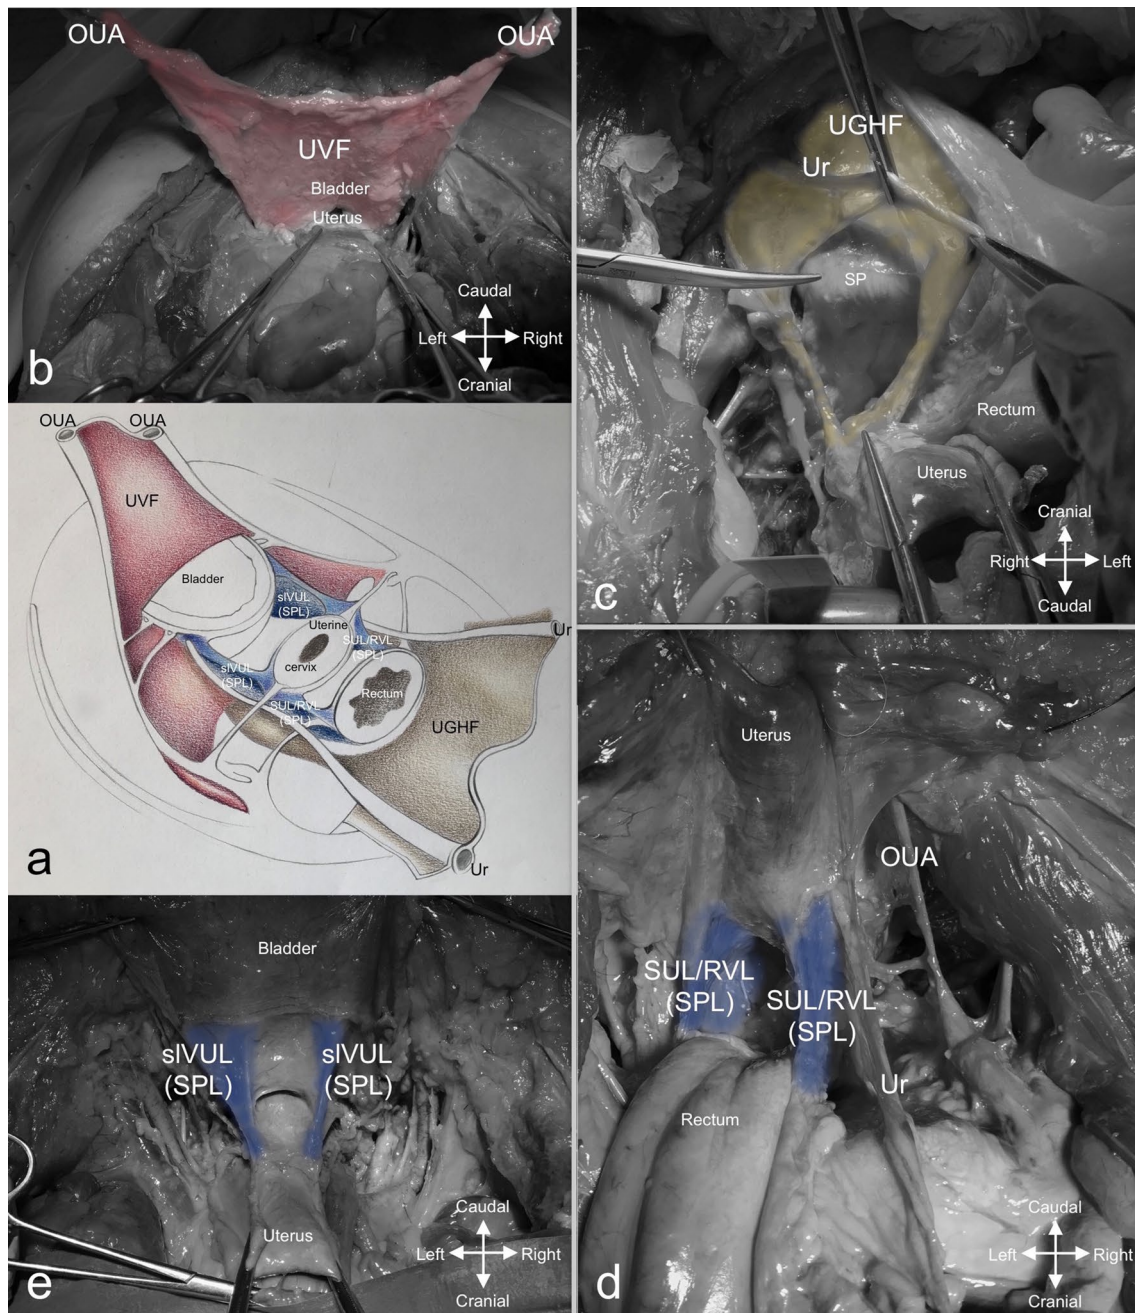 OUA
OUA
UVF
Bladder
Uterus
Caudal
Left
Right
Cranial
b
UGHF
Ur
SP
Rectum
Uterus
Cranial
Right
Left
Caudal
c
OUA
OUA
UVF
Bladder
sIVUL
(SPL)
Uterine
cervix
SUL/RVL
(SPL)
sIVUL
(SPL)
SUL/RVL
(SPL)
Rectum
UGHF
Ur
Ur
a
Uterus
OUA
SUL/RVL
(SPL)
SUL/RVL
(SPL)
Ur
Rectum
Caudal
Left
Right
Cranial
d
Bladder
sIVUL
(SPL)
sIVUL
(SPL)
Uterus
Caudal
Left
Right
Cranial
e